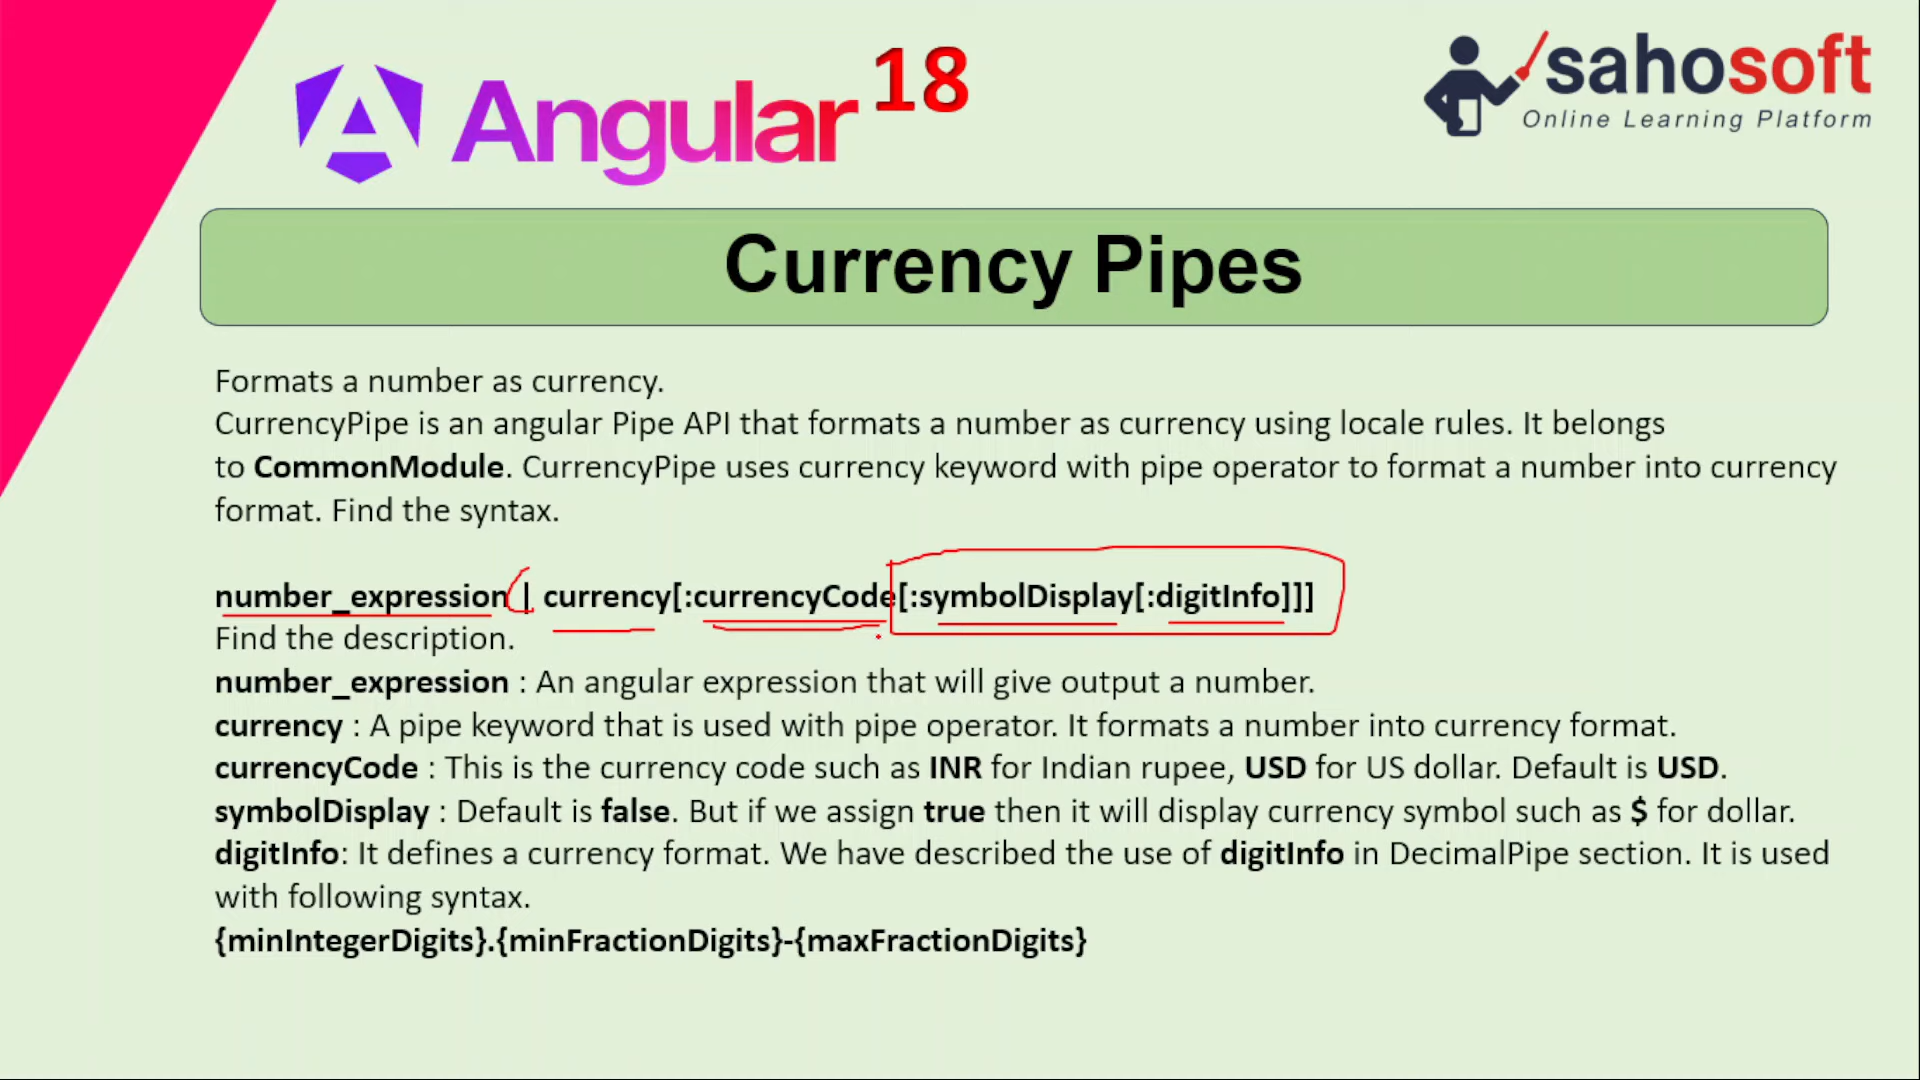 Angular 18
sahosoft
Online Learning Platform
Currency Pipes
Formats a number as currency.
CurrencyPipe is an angular Pipe API that formats a number as currency using locale rules. It belongs
to CommonModule. CurrencyPipe uses currency keyword with pipe operator to format a number into currency
format. Find the syntax.
number_expression | currency[:currencyCode[:symbolDisplay[:digitInfo]]]
Find the description.
number_expression : An angular expression that will give output a number.
currency : A pipe keyword that is used with pipe operator. It formats a number into currency format.
currencyCode : This is the currency code such as INR for Indian rupee, USD for US dollar. Default is USD.
symbolDisplay : Default is false. But if we assign true then it will display currency symbol such as $ for dollar.
digitInfo: It defines a currency format. We have described the use of digitInfo in DecimalPipe section. It is used
with following syntax.
{minIntegerDigits}.{minFractionDigits}-{maxFractionDigits}